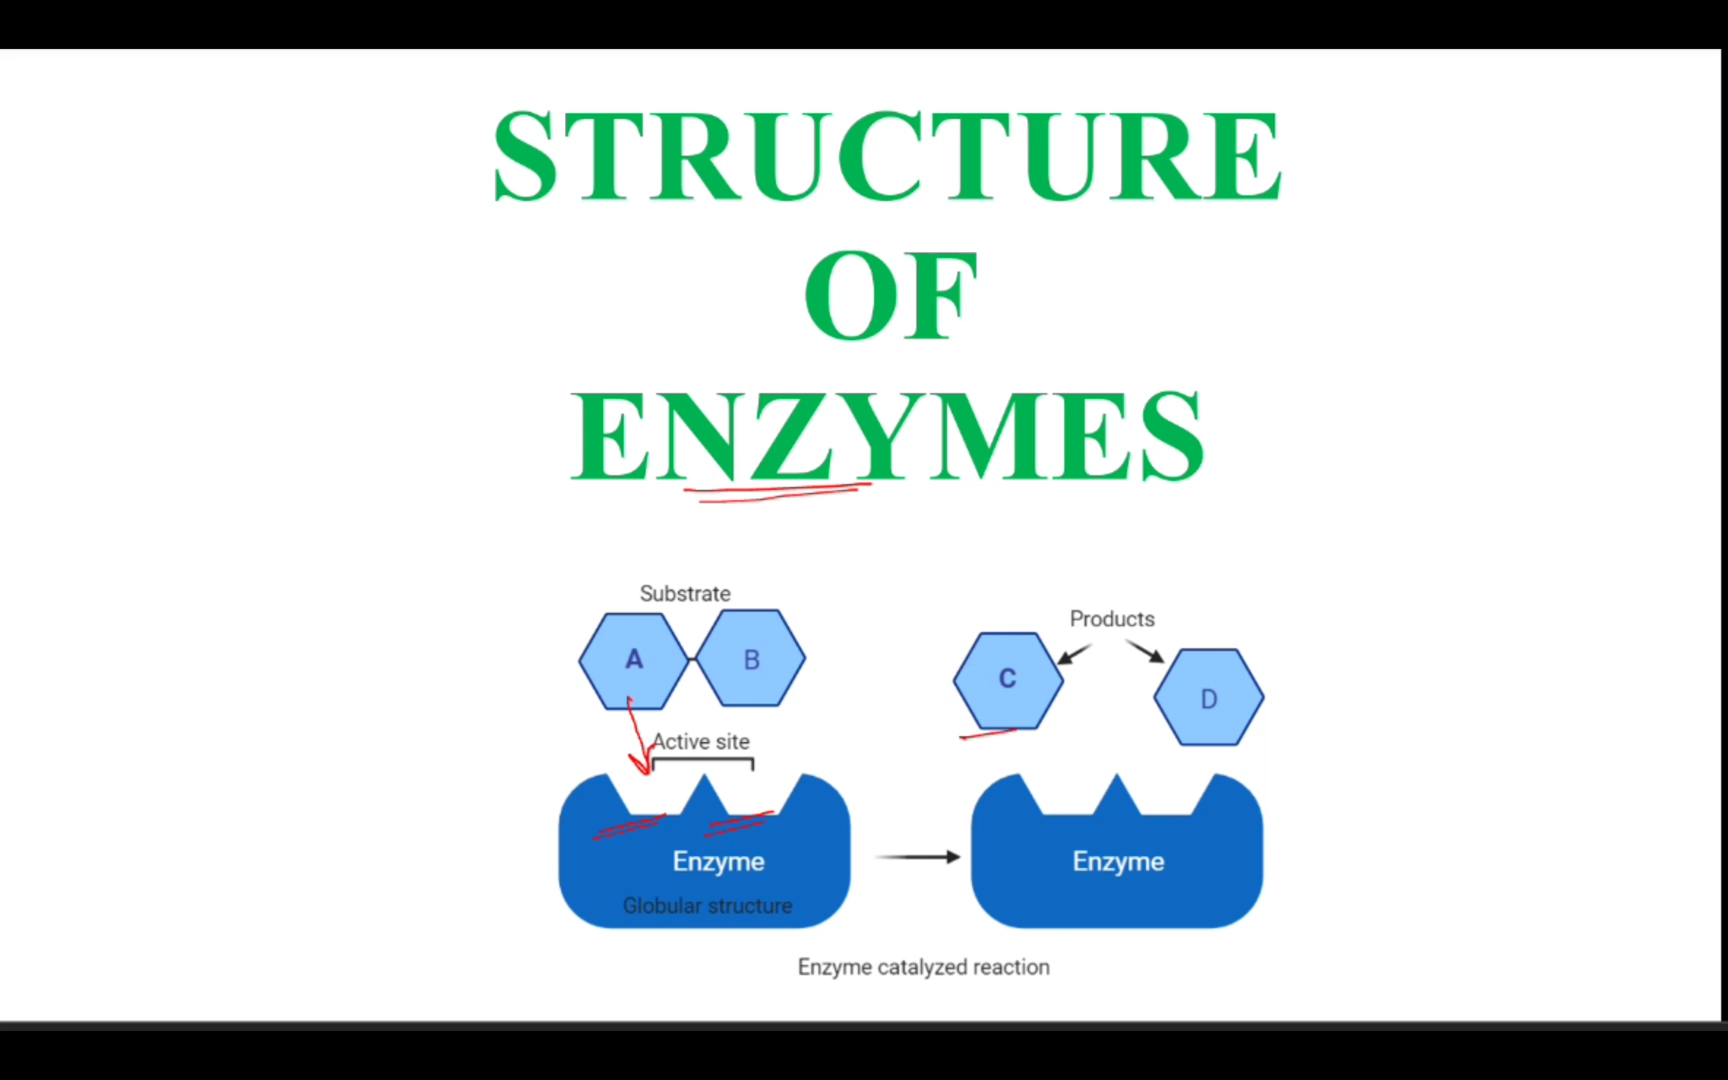 STRUCTURE
OF
ENZYMES
Substrate
A
B
Active site
Enzyme
Globular structure
Products
C
D
Enzyme
Enzyme catalyzed reaction